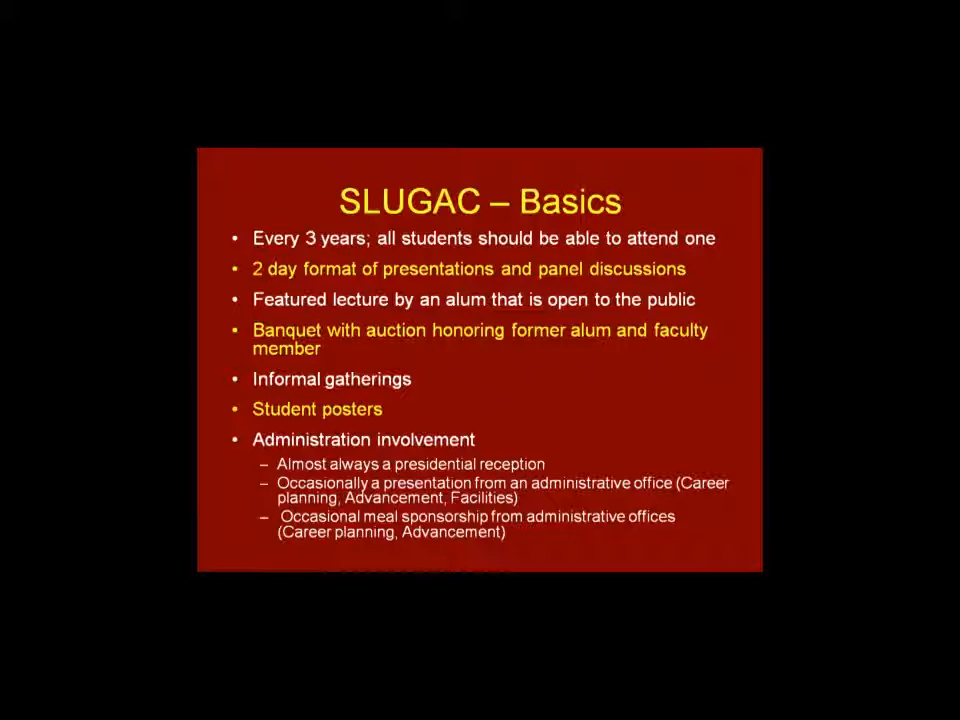 SLUGAC – Basics
• Every 3 years; all students should be able to attend one
• 2 day format of presentations and panel discussions
• Featured lecture by an alum that is open to the public
• Banquet with auction honoring former alum and faculty
member
• Informal gatherings
• Student posters
• Administration involvement
– Almost always a presidential reception
– Occasionally a presentation from an administrative office (Career
planning, Advancement, Facilities)
– Occasional meal sponsorship from administrative offices
(Career planning, Advancement)